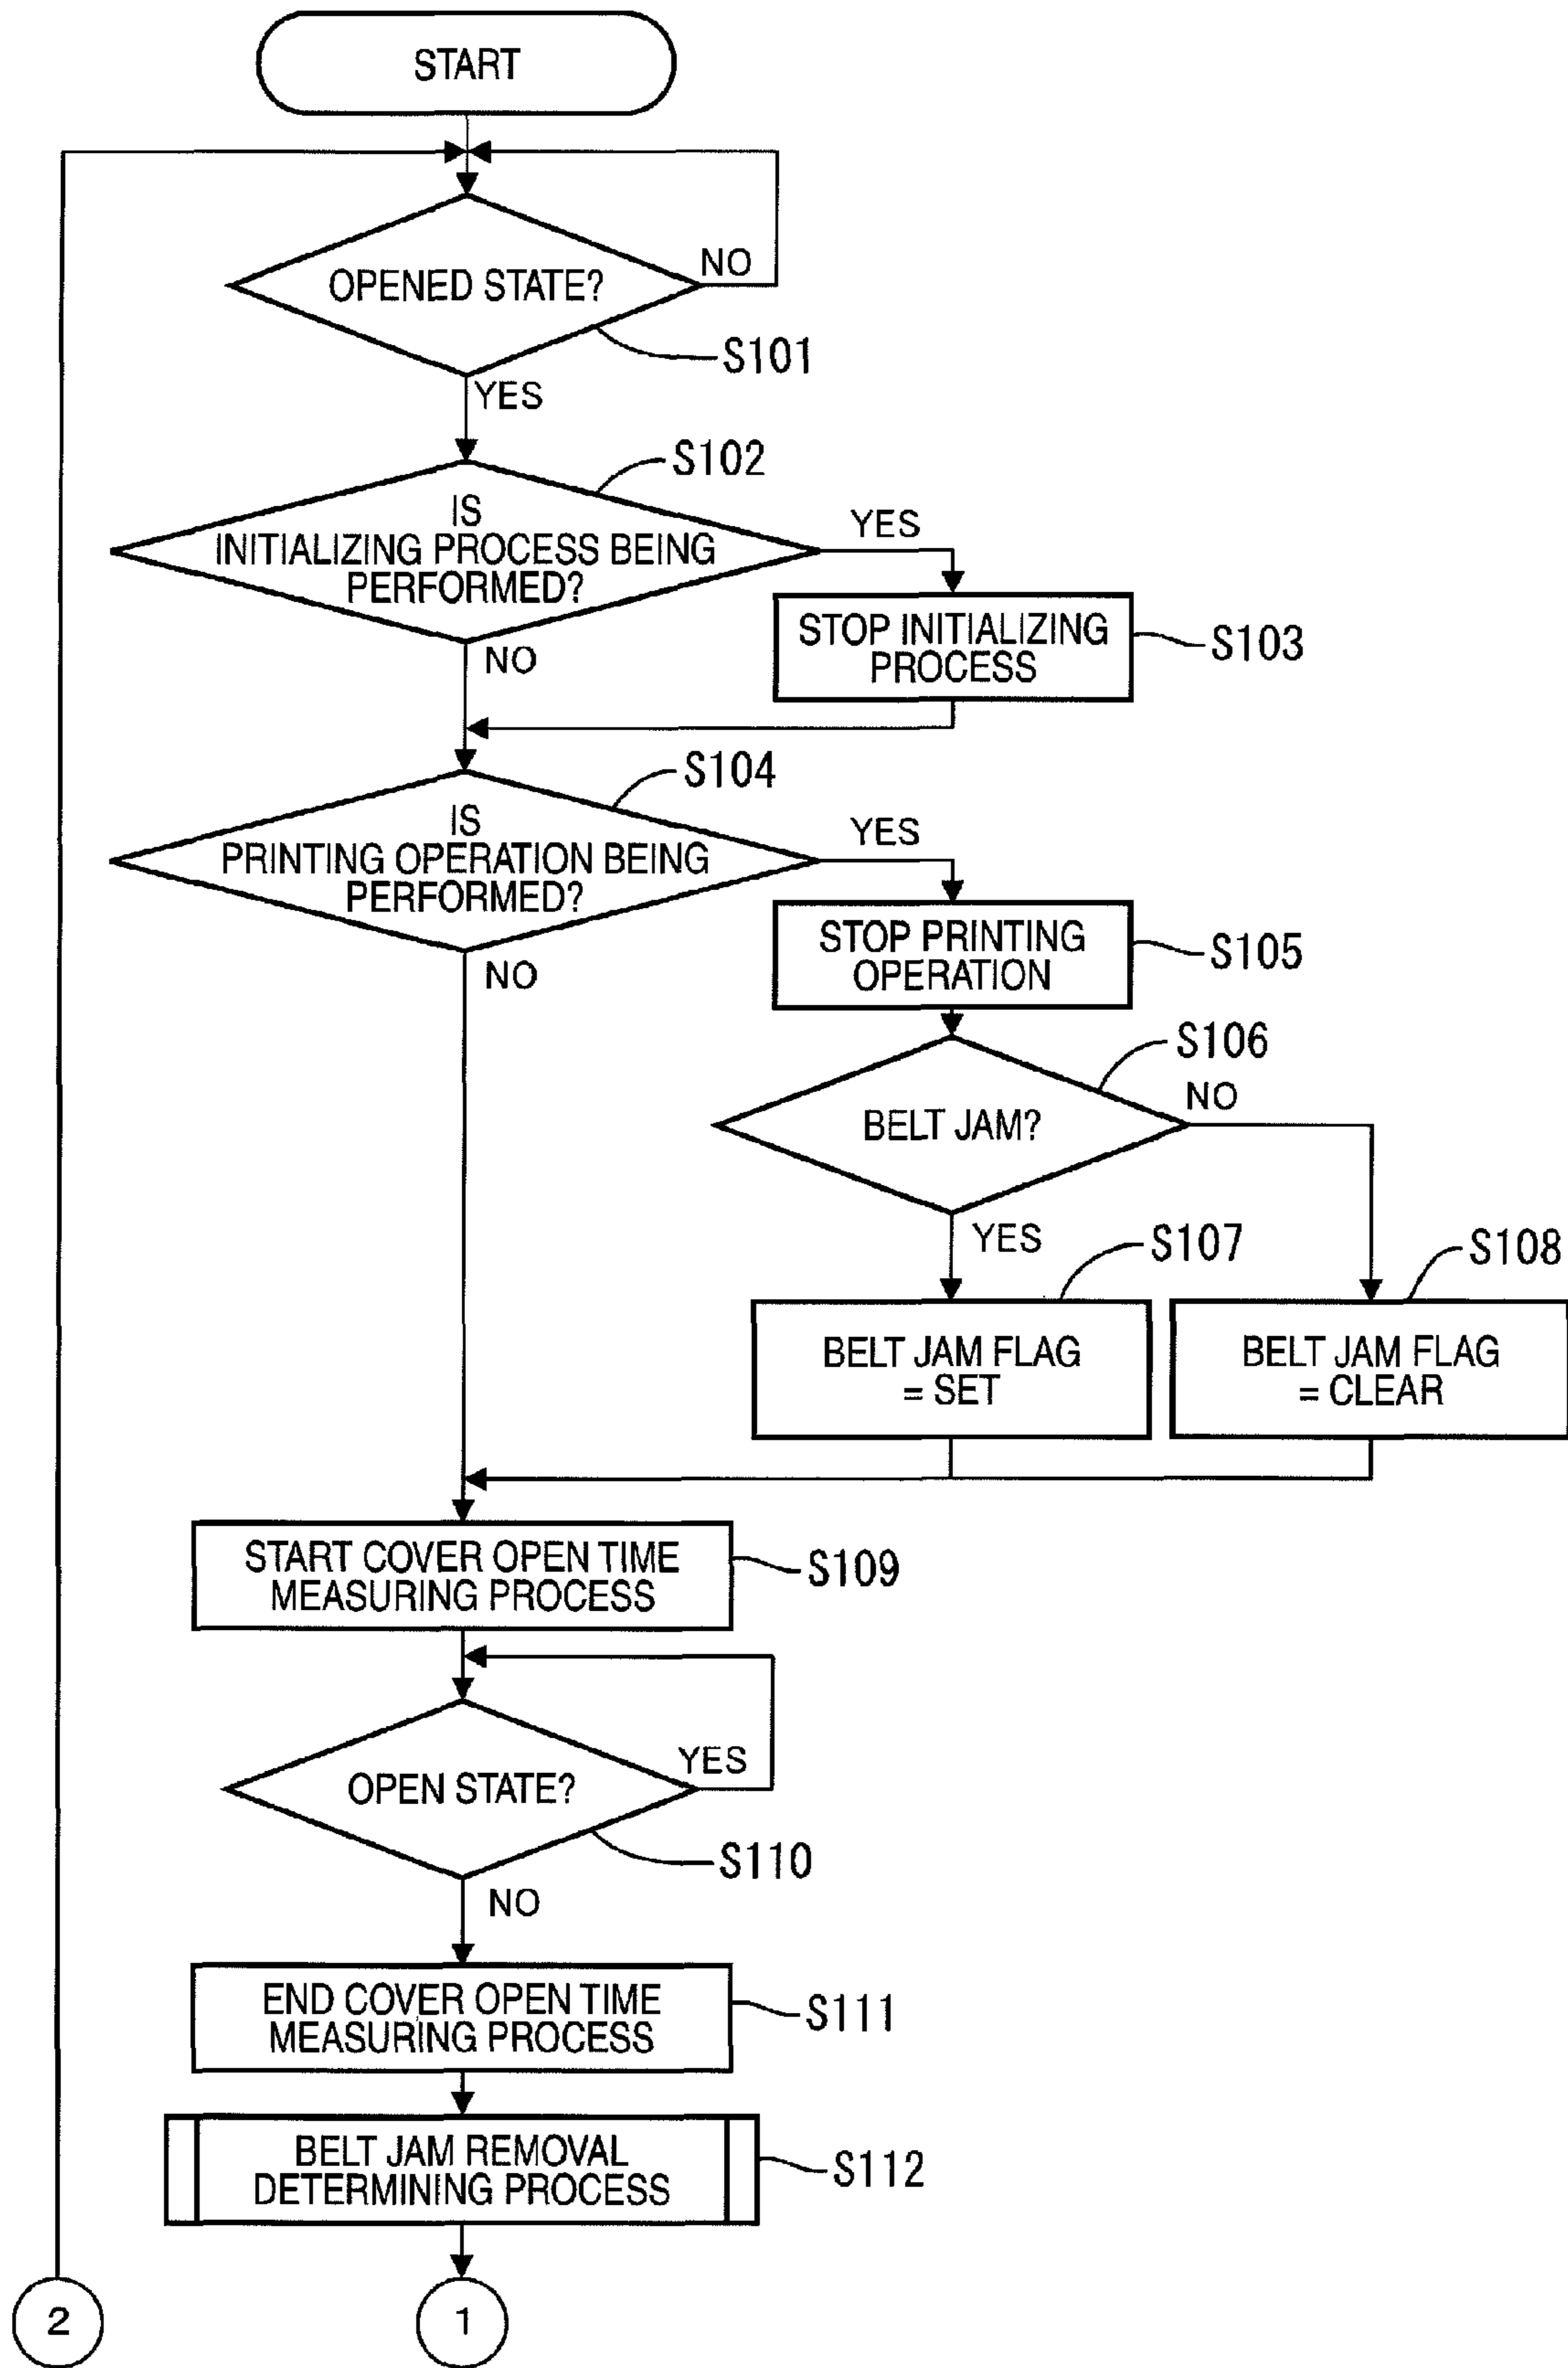 START
OPENED STATE?
NO
S101
YES
S102
IS
INITIALIZING PROCESS BEING
PERFORMED?
YES
STOP INITIALIZING
PROCESS
S103
NO
S104
IS
PRINTING OPERATION BEING
PERFORMED?
YES
STOP PRINTING
OPERATION
S105
NO
S106
BELT JAM?
NO
YES
S107
S108
BELT JAM FLAG
= SET
BELT JAM FLAG
= CLEAR
START COVER OPEN TIME
MEASURING PROCESS
S109
OPEN STATE?
YES
S110
NO
END COVER OPEN TIME
MEASURING PROCESS
S111
BELT JAM REMOVAL
DETERMINING PROCESS
S112
2
1